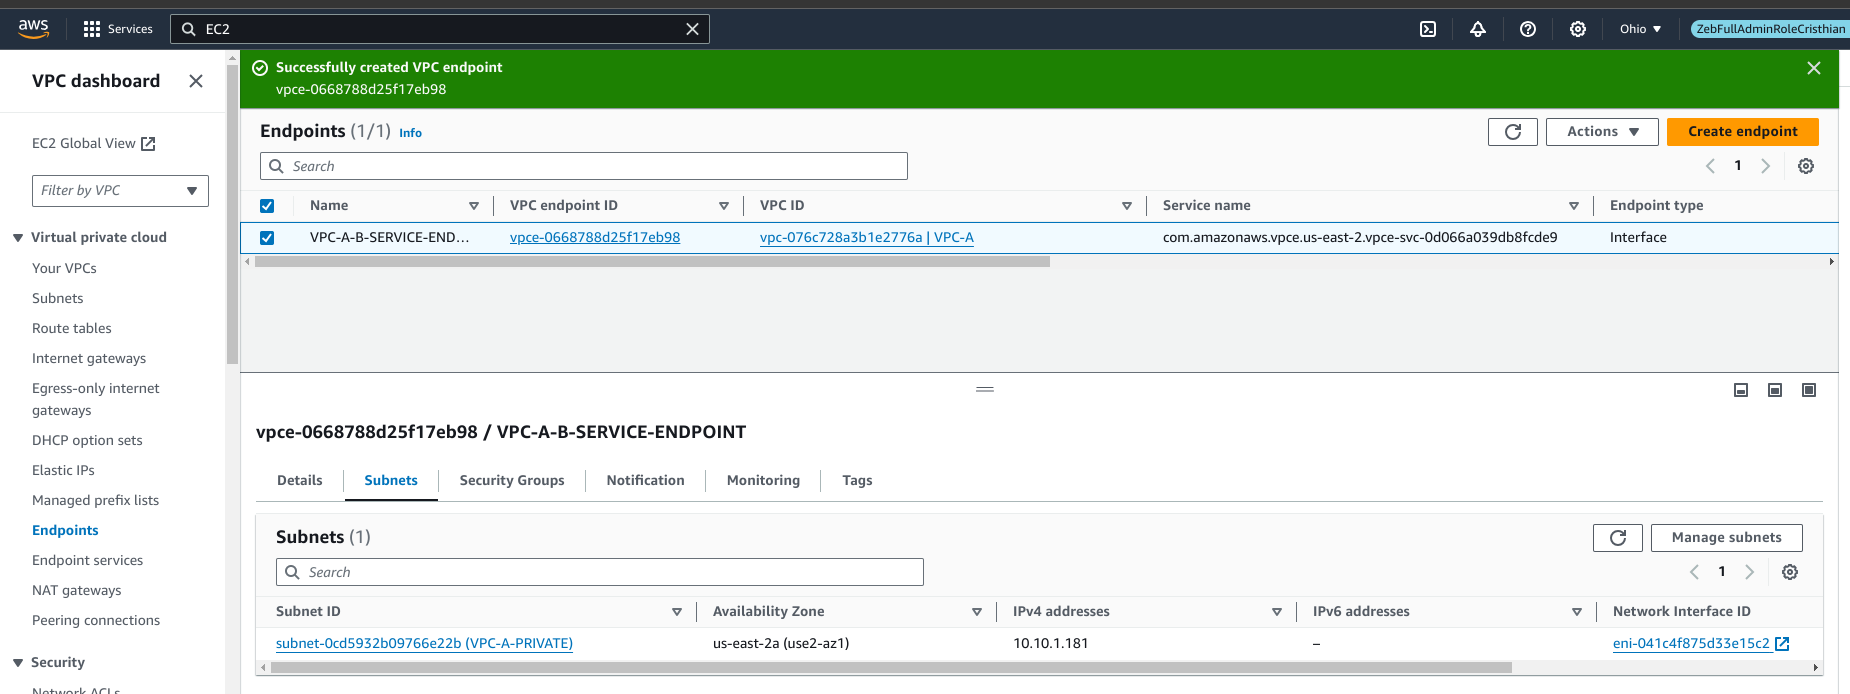 aws
Services
EC2
Ohio
ZebFullAdminRoleCristhian
VPC dashboard
EC2 Global View
Filter by VPC
Virtual private cloud
Your VPCs
Subnets
Route tables
Internet gateways
Egress-only internet
gateways
DHCP option sets
Elastic IPs
Managed prefix lists
Endpoints
Endpoint services
NAT gateways
Peering connections
Security
Network ACLs
Successfully created VPC endpoint
vpce-0668788d25f17eb98
Endpoints (1/1) Info
Actions
Create endpoint
Search
1
Name VPC endpoint ID VPC ID Service name Endpoint type
VPC-A-B-SERVICE-END... vpce-0668788d25f17eb98 vpc-076c728a3b1e2776a | VPC-A com.amazonaws.vpce.us-east-2.vpce-svc-0d066a039db8fcde9 Interface
vpce-0668788d25f17eb98 / VPC-A-B-SERVICE-ENDPOINT
Details Subnets Security Groups Notification Monitoring Tags
Subnets (1)
Manage subnets
Search
1
Subnet ID Availability Zone IPv4 addresses IPv6 addresses Network Interface ID
subnet-0cd5932b09766e22b (VPC-A-PRIVATE) us-east-2a (use2-az1) 10.10.1.181 – eni-041c4f875d33e15c2